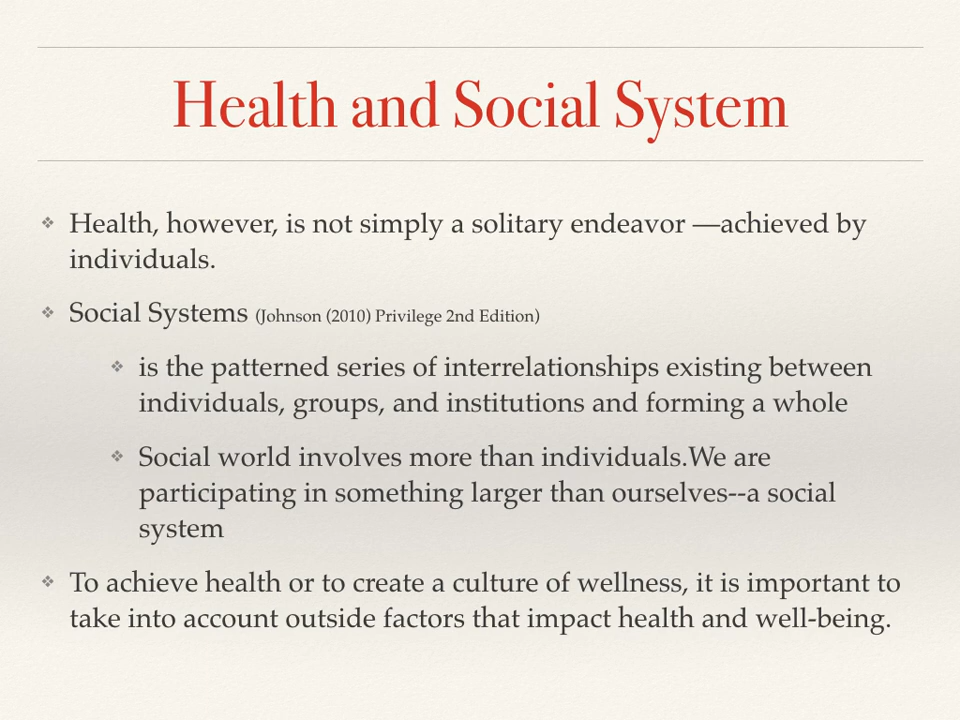 Health and Social System
❖ Health, however, is not simply a solitary endeavor —achieved by
individuals.
❖ Social Systems (Johnson (2010) Privilege 2nd Edition)
❖ is the patterned series of interrelationships existing between
individuals, groups, and institutions and forming a whole
❖ Social world involves more than individuals.We are
participating in something larger than ourselves--a social
system
❖ To achieve health or to create a culture of wellness, it is important to
take into account outside factors that impact health and well-being.